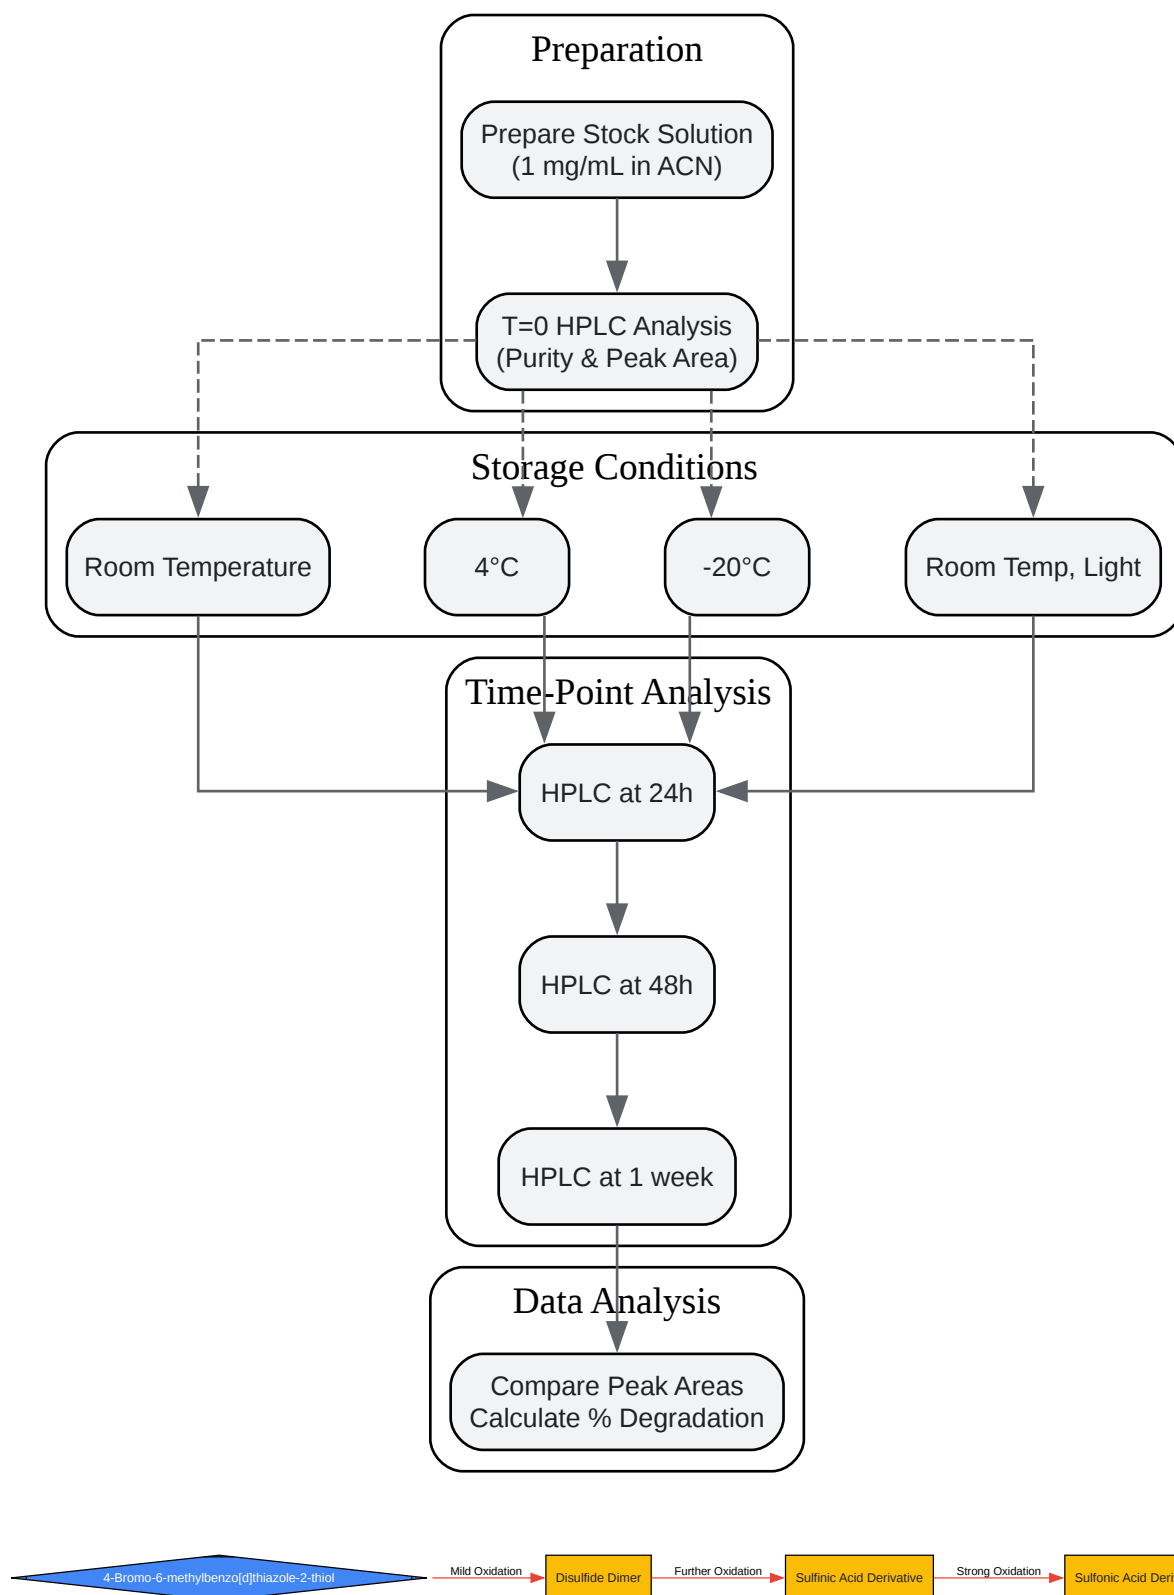 Preparation
Prepare Stock Solution
(1 mg/mL in ACN)
T=0 HPLC Analysis
(Purity & Peak Area)
Storage Conditions
Room Temperature
4°C
-20°C
Room Temp, Light
Time-Point Analysis
HPLC at 24h
HPLC at 48h
HPLC at 1 week
Data Analysis
Compare Peak Areas
Calculate % Degradation
4-Bromo-6-methylbenzo[d]thiazole-2-thiol
Mild Oxidation
Disulfide Dimer
Further Oxidation
Sulfinic Acid Derivative
Strong Oxidation
Sulfonic Acid Deri